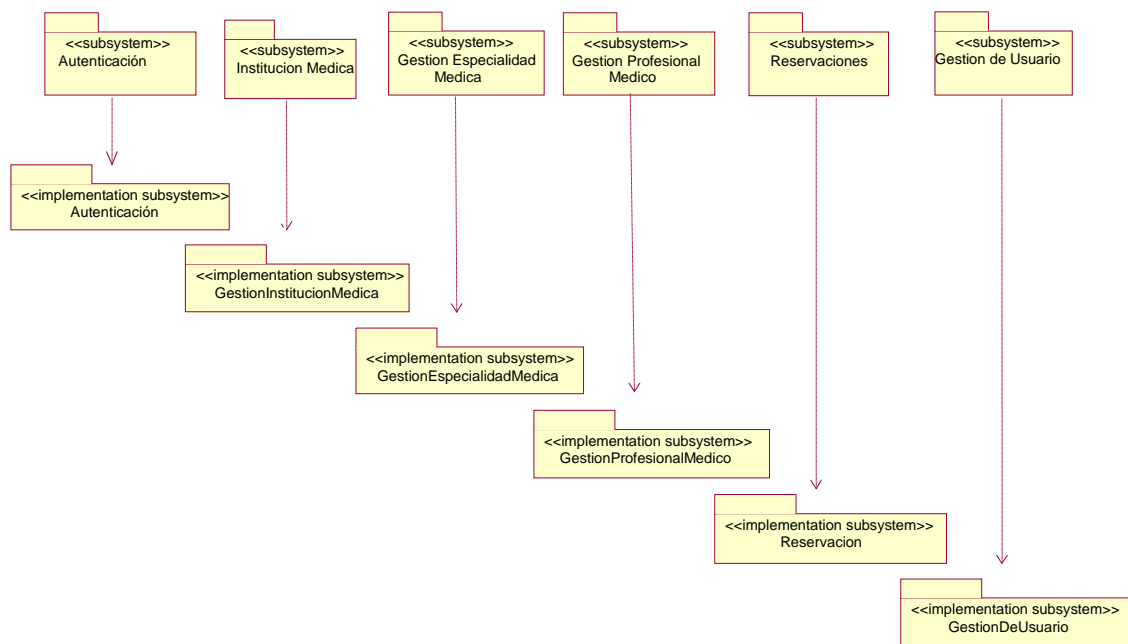 <<subsystem>>
Autenticación
<<subsystem>>
Institucion Medica
<<subsystem>>
Gestion Especialidad
Medica
<<subsystem>>
Gestion Profesional
Medico
<<subsystem>>
Reservaciones
<<subsystem>>
Gestion de Usuario
<<implementation subsystem>>
Autenticación
<<implementation subsystem>>
GestionInstitucionMedica
<<implementation subsystem>>
GestionEspecialidadMedica
<<implementation subsystem>>
GestionProfesionalMedico
<<implementation subsystem>>
Reservacion
<<implementation subsystem>>
GestionDeUsuario